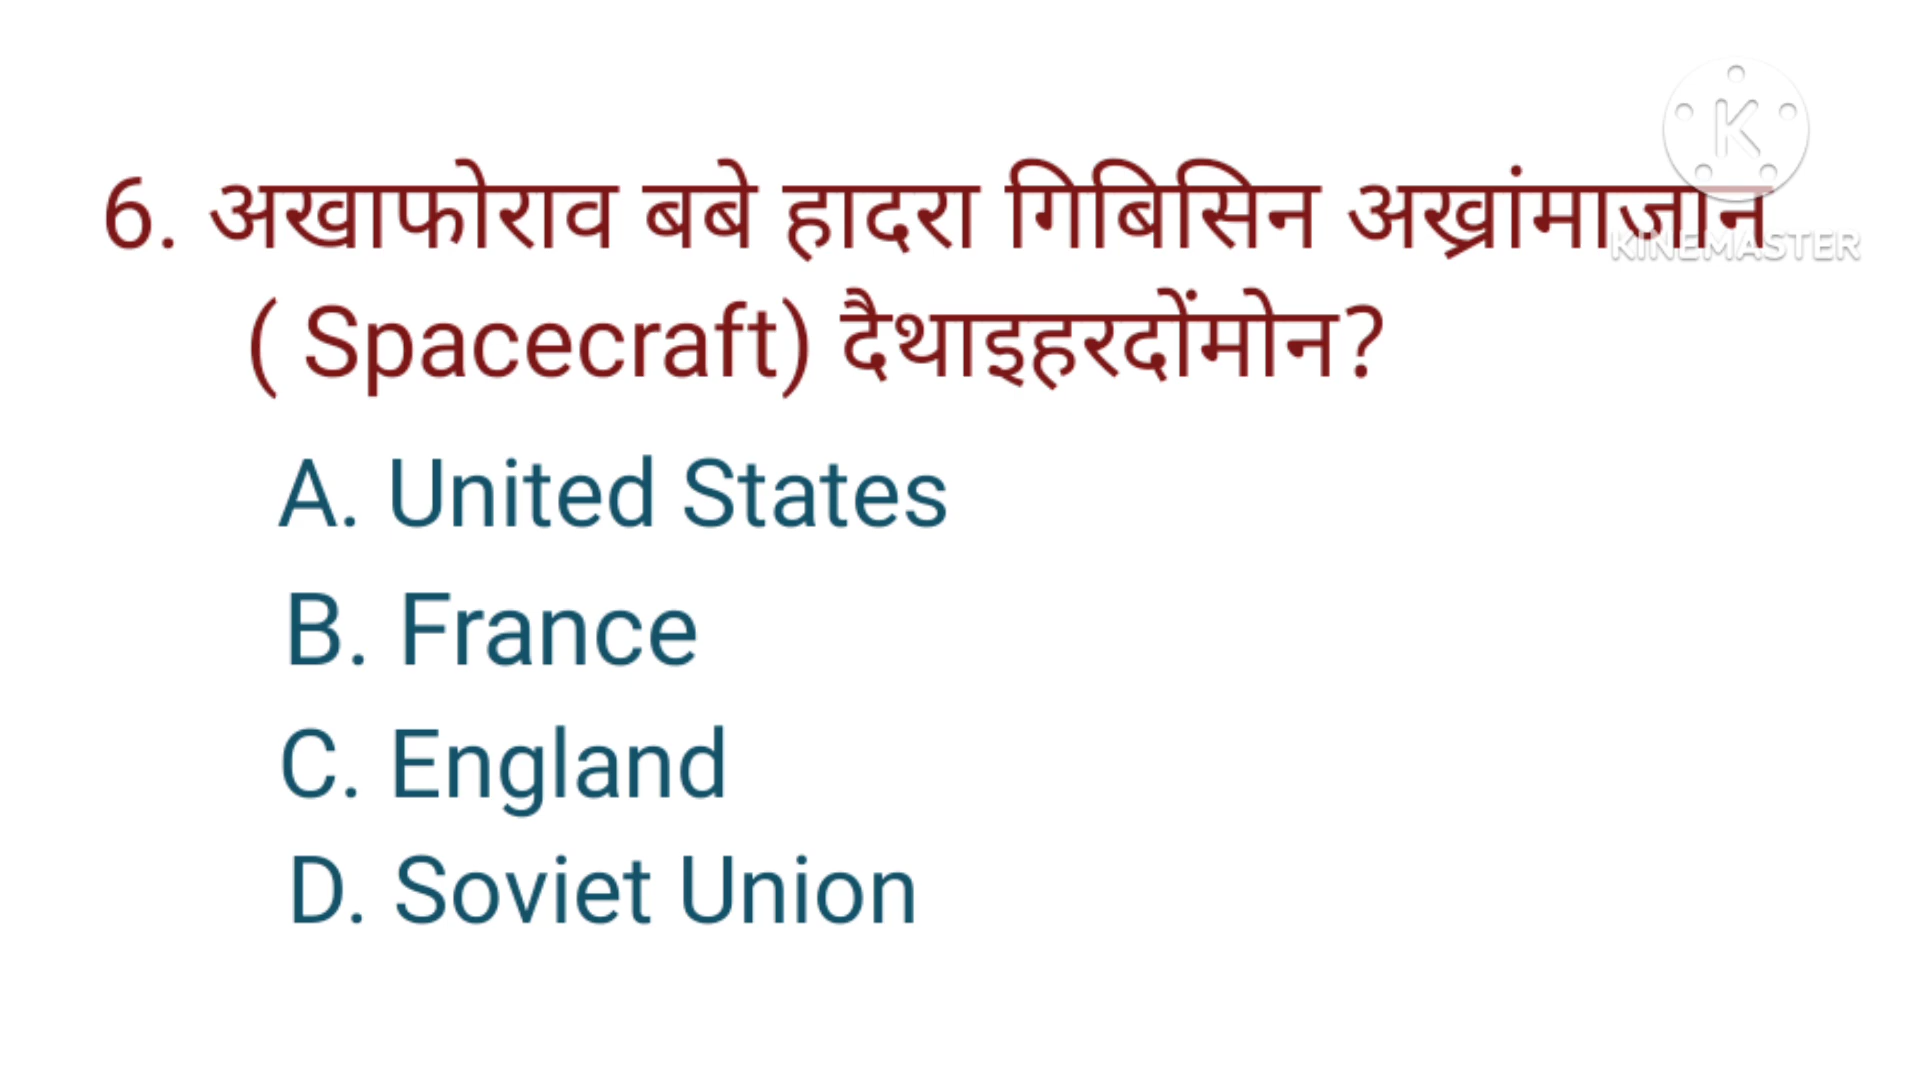 6. अखाफोराव बबे हादरा गिबिसिन अख्रांमाजान
( Spacecraft) दैथाइहरदोंमोन?
A. United States
B. France
C. England
D. Soviet Union
K
KINEMASTER